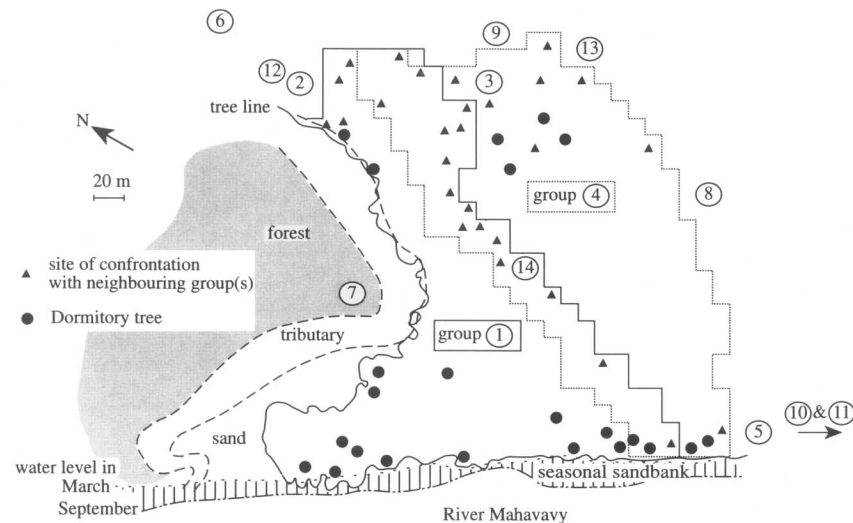 6
9
13
12
2
3
tree line
N
20 m
group 4
8
forest
site of confrontation
with neighbouring group(s)
14
7
Dormitory tree
tributary
group 1
10 & 11
5
sand
water level in
March
seasonal sandbank
September
River Mahavavy